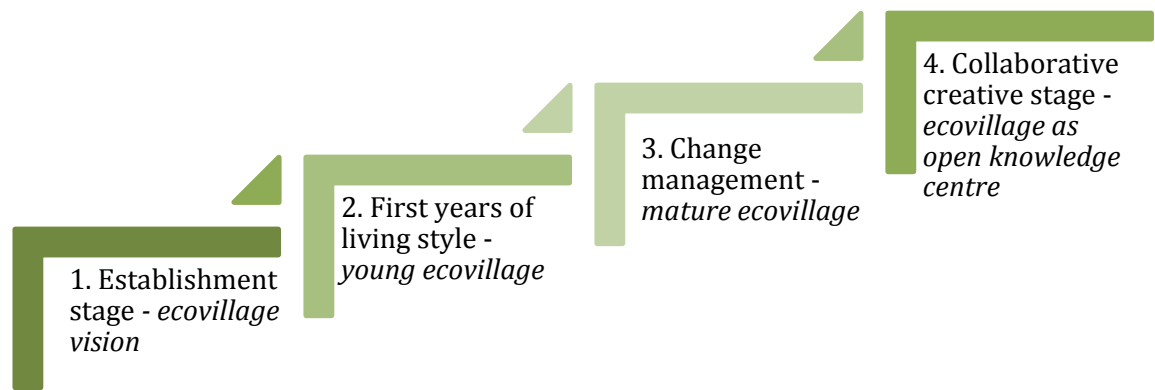 1. Establishment
stage - ecovillage
vision
2. First years of
living style -
young ecovillage
3. Change
management -
mature ecovillage
4. Collaborative
creative stage -
ecovillage as
open knowledge
centre